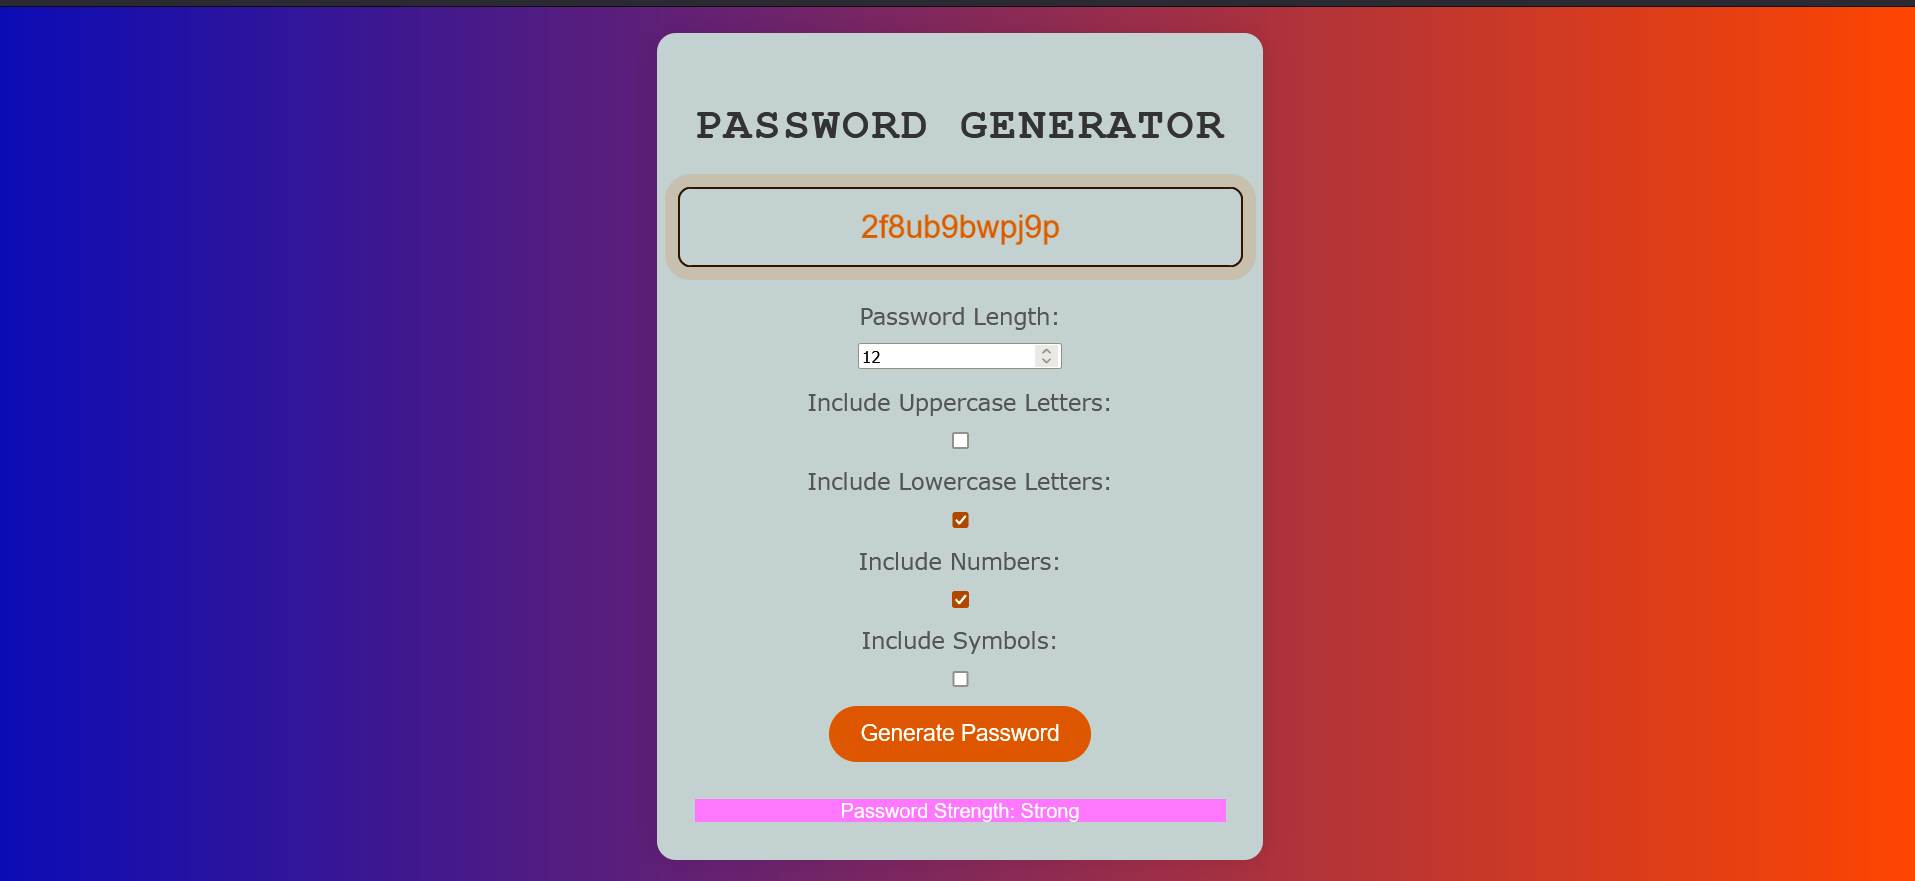 PASSWORD GENERATOR
2f8ub9bwpj9p
Password Length:
12
Include Uppercase Letters:
Include Lowercase Letters:
Include Numbers:
Include Symbols:
Generate Password
Password Strength: Strong